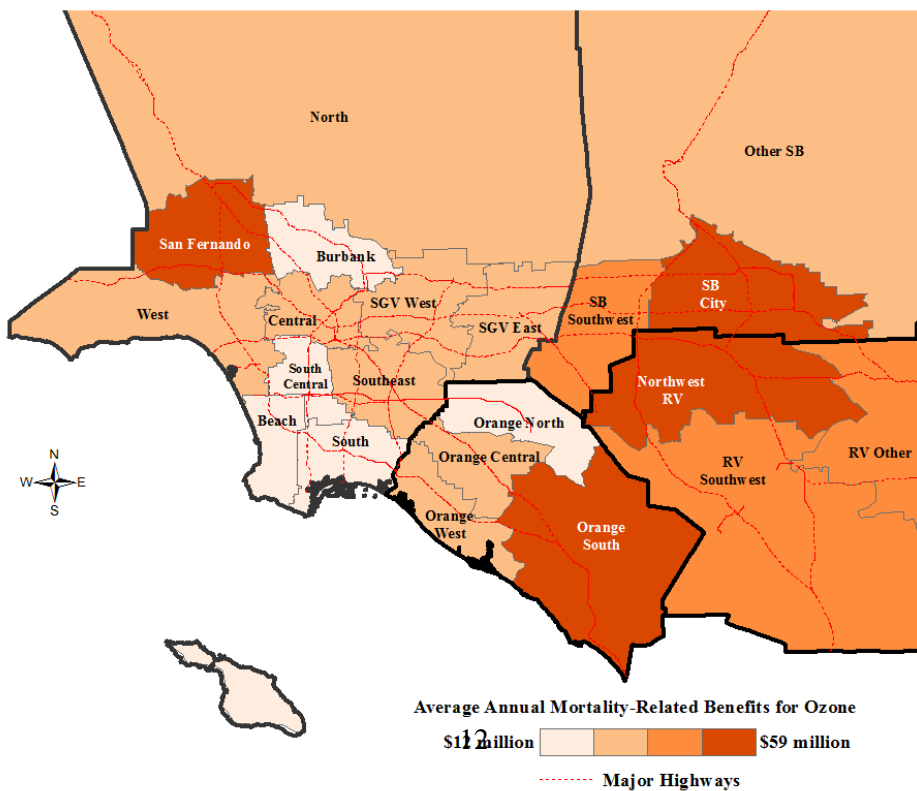 North
Other SB
San Fernando
Burbank
SB
City
SGV West
SB
Southwest
West
Central
SGV East
South
Central
Southeast
Northwest
RV
Beach
South
Orange North
Orange Central
RV
Southwest
RV Other
N
W
E
S
Orange
West
Orange
South
Average Annual Mortality-Related Benefits for Ozone
$12 million
12
$59 million
Major Highways